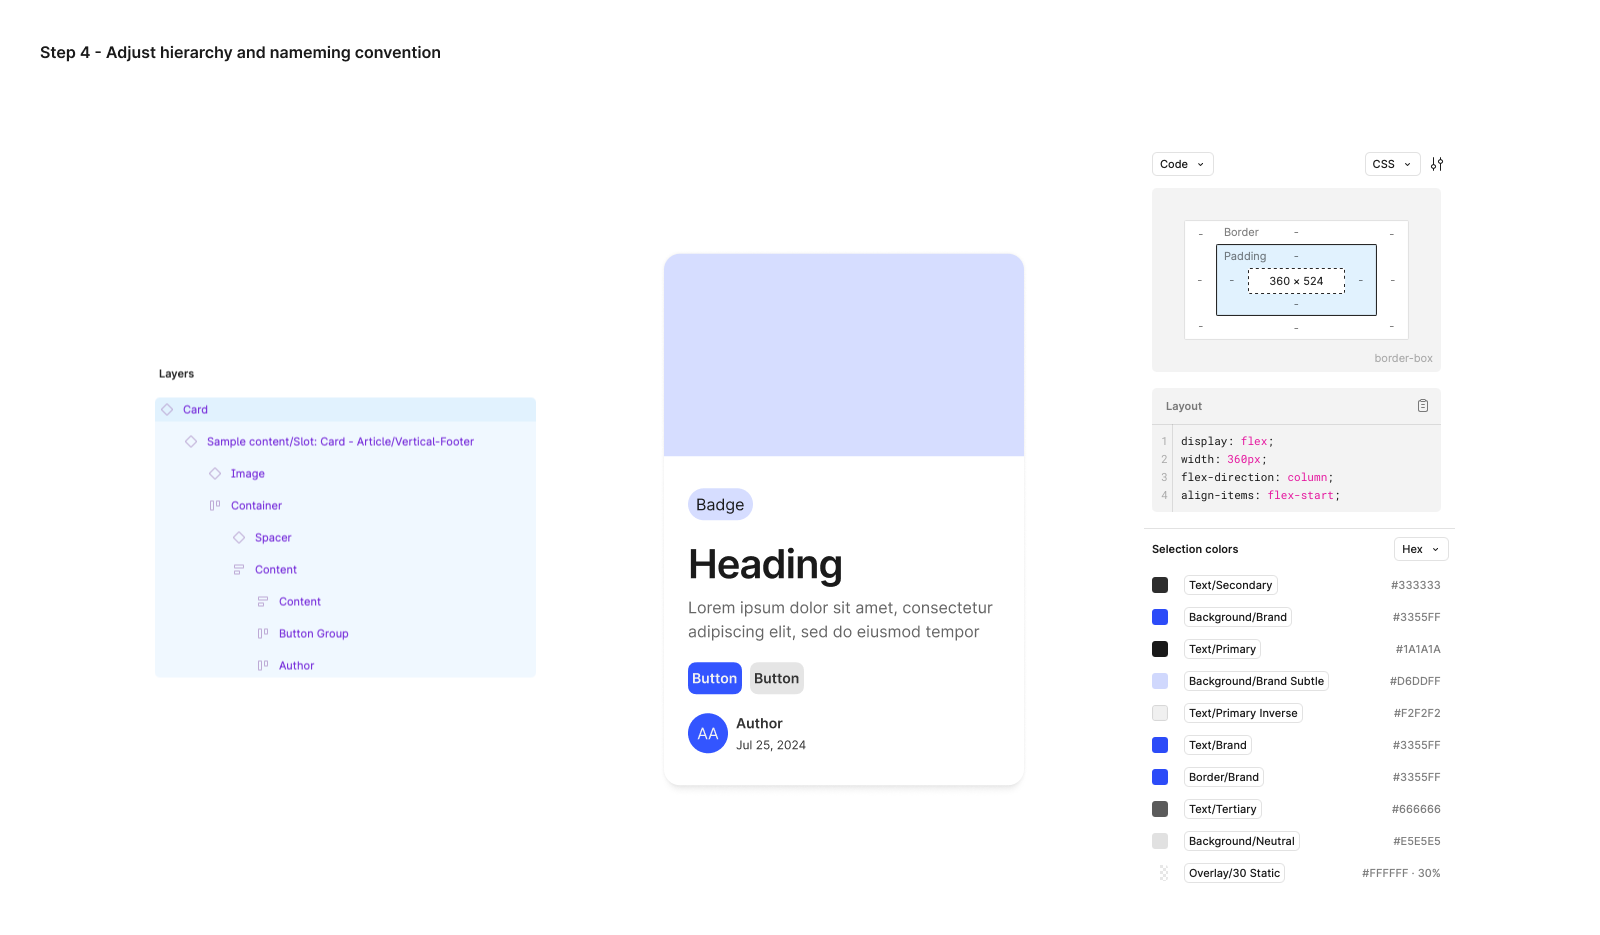 Step 4 - Adjust hierarchy and nameming convention
Layers
Card
Sample content/Slot: Card - Article/Vertical-Footer
Image
Container
Spacer
Content
Content
Button Group
Author
Badge
Heading
Lorem ipsum dolor sit amet, consectetur
adipiscing elit, sed do eiusmod tempor
Button Button
AA
Author
Jul 25, 2024
Code CSS
- Border - -
Padding -
- - 360 × 524 - -
-
- - -
border-box
Layout
1 display: flex;
2 width: 360px;
3 flex-direction: column;
4 align-items: flex-start;
Selection colors Hex
Text/Secondary #333333
Background/Brand #3355FF
Text/Primary #1A1A1A
Background/Brand Subtle #D6DDFF
Text/Primary Inverse #F2F2F2
Text/Brand #3355FF
Border/Brand #3355FF
Text/Tertiary #666666
Background/Neutral #E5E5E5
Overlay/30 Static #FFFFFF · 30%